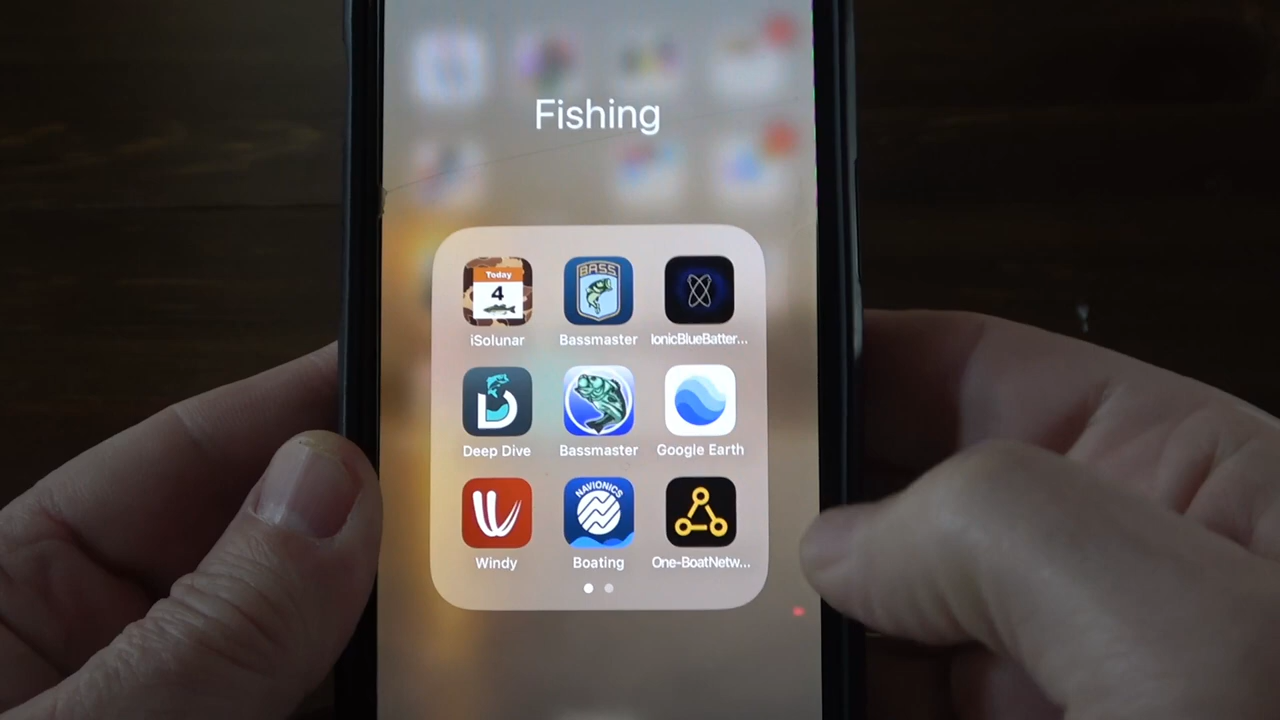 Fishing
Today
4
BASS
iSolunar
Bassmaster
IonicBlueBatter...
Deep Dive
Bassmaster
Google Earth
NAVIONICS
Windy
Boating
One-BoatNetw...